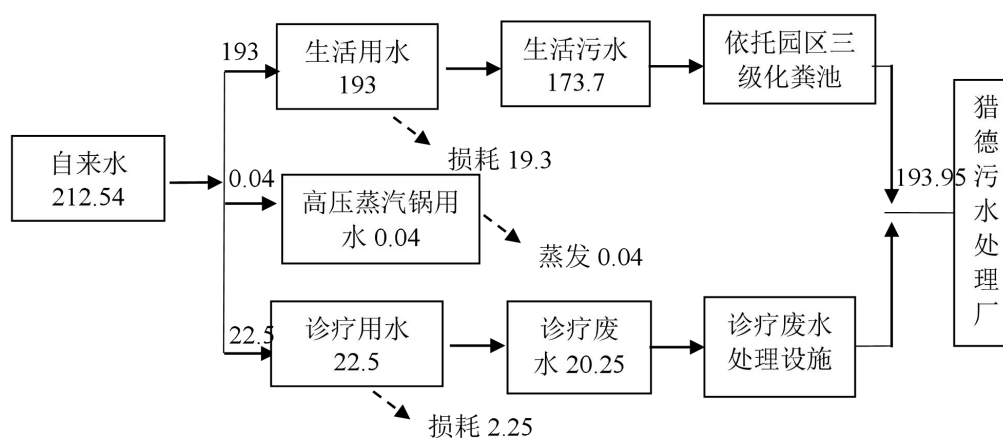 193
生活用水
193
生活污水
173.7
依托园区三
级化粪池
损耗 19.3
自来水
212.54
0.04
高压蒸汽锅用
水 0.04
蒸发 0.04
193.95
猎德污水处理厂
22.5
诊疗用水
22.5
诊疗废
水 20.25
诊疗废水
处理设施
损耗 2.25